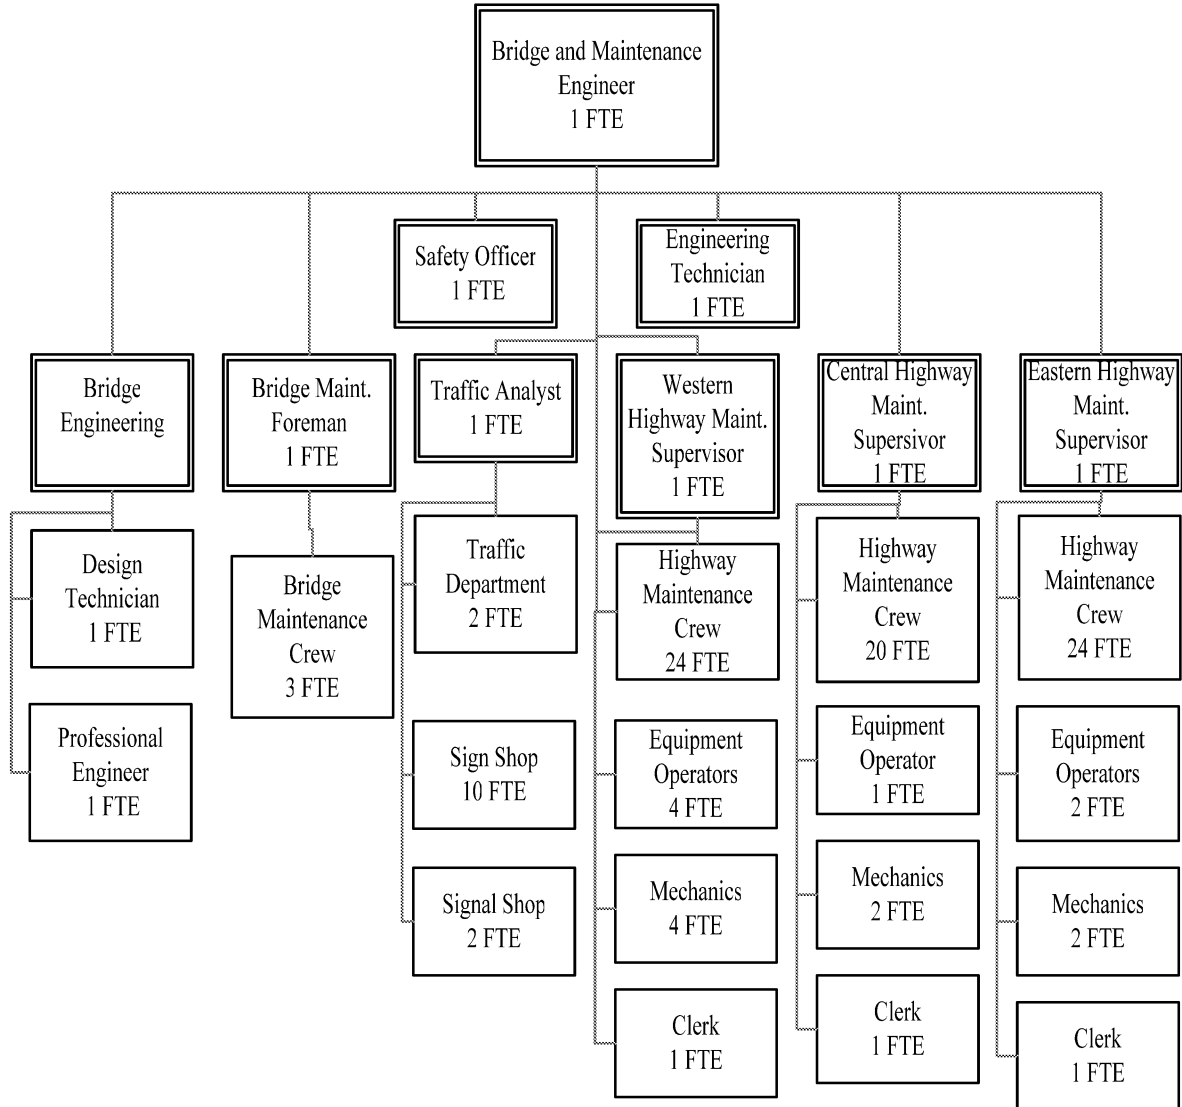 Bridge and Maintenance
Engineer
1 FTE
Safety Officer
1 FTE
Engineering
Technician
1 FTE
Bridge
Engineering
Bridge Maint.
Foreman
1 FTE
Traffic Analyst
1 FTE
Western
Highway Maint.
Supervisor
1 FTE
Central Highway
Maint.
Supersivor
1 FTE
Eastern Highway
Maint.
Supervisor
1 FTE
Design
Technician
1 FTE
Professional
Engineer
1 FTE
Bridge
Maintenance
Crew
3 FTE
Traffic
Department
2 FTE
Sign Shop
10 FTE
Signal Shop
2 FTE
Highway
Maintenance
Crew
24 FTE
Equipment
Operators
4 FTE
Mechanics
4 FTE
Clerk
1 FTE
Highway
Maintenance
Crew
20 FTE
Equipment
Operator
1 FTE
Mechanics
2 FTE
Clerk
1 FTE
Highway
Maintenance
Crew
24 FTE
Equipment
Operators
2 FTE
Mechanics
2 FTE
Clerk
1 FTE